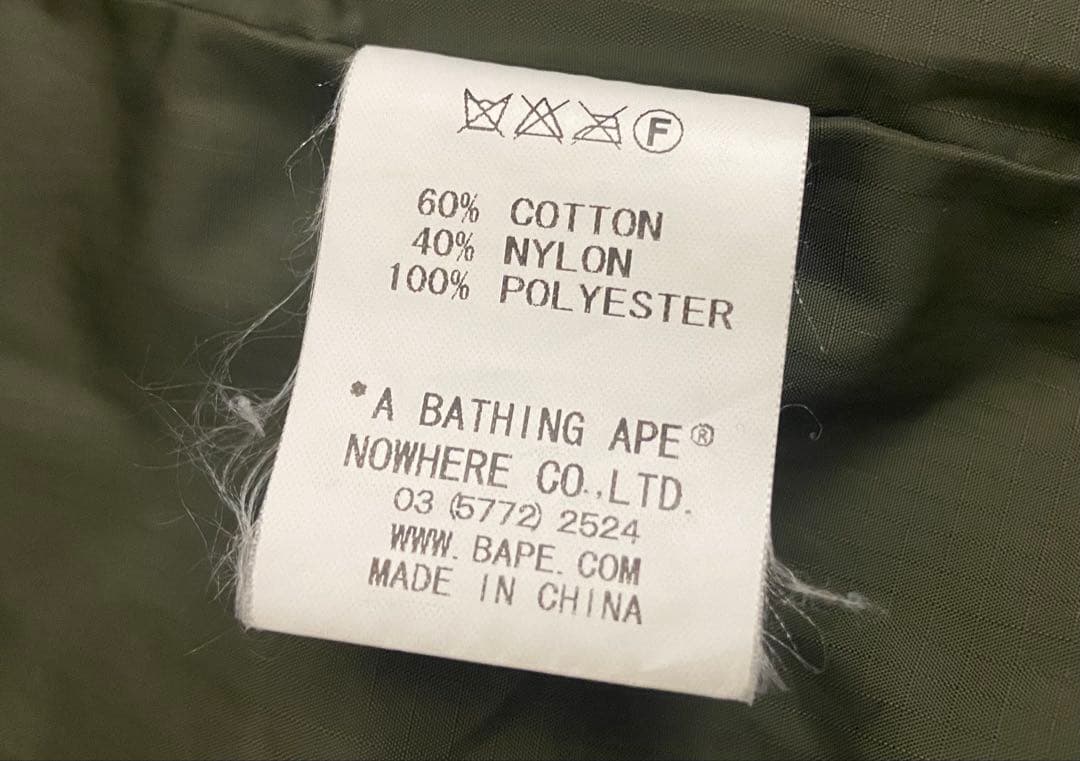 F
60% COTTON
40% NYLON
100% POLYESTER
*A BATHING APE®
NOWHERE CO.,LTD.
03 (5772) 2524
WWW. BAPE. COM
MADE IN CHINA